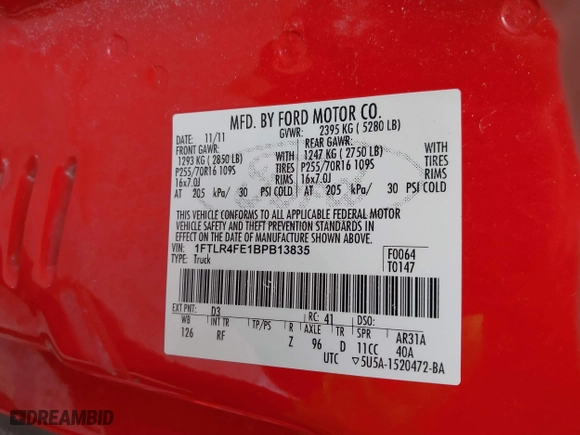 MFD. BY FORD MOTOR CO.
DATE: 11/11 GVWR: 2395 KG ( 5280 LB)
FRONT GAWR: REAR GAWR:
1293 KG ( 2850 LB) WITH 1247 KG ( 2750 LB) WITH
P255/70R16 109S TIRES P255/70R16 109S TIRES
16x7.0J RIMS 16x7.0J RIMS
AT 205 kPa/ 30 PSI COLD AT 205 kPa/ 30 PSI COLD
THIS VEHICLE CONFORMS TO ALL APPLICABLE FEDERAL MOTOR
VEHICLE SAFETY AND THEFT PREVENTION STANDARDS IN EFFECT ON THE DATE OF MANUFACTURE SHOWN ABOVE.
VIN: 1FTLR4FE1BPB13835 F0064
TYPE: Truck T0147
EXT PNT: D3 RC: 41 DSO:
WB INT TR TP/PS R AXLE TR SPR AR31A
126 RF Z 96 D 11CC 40A
UTC ▽5U5A-1520472-BA
DREAMBID